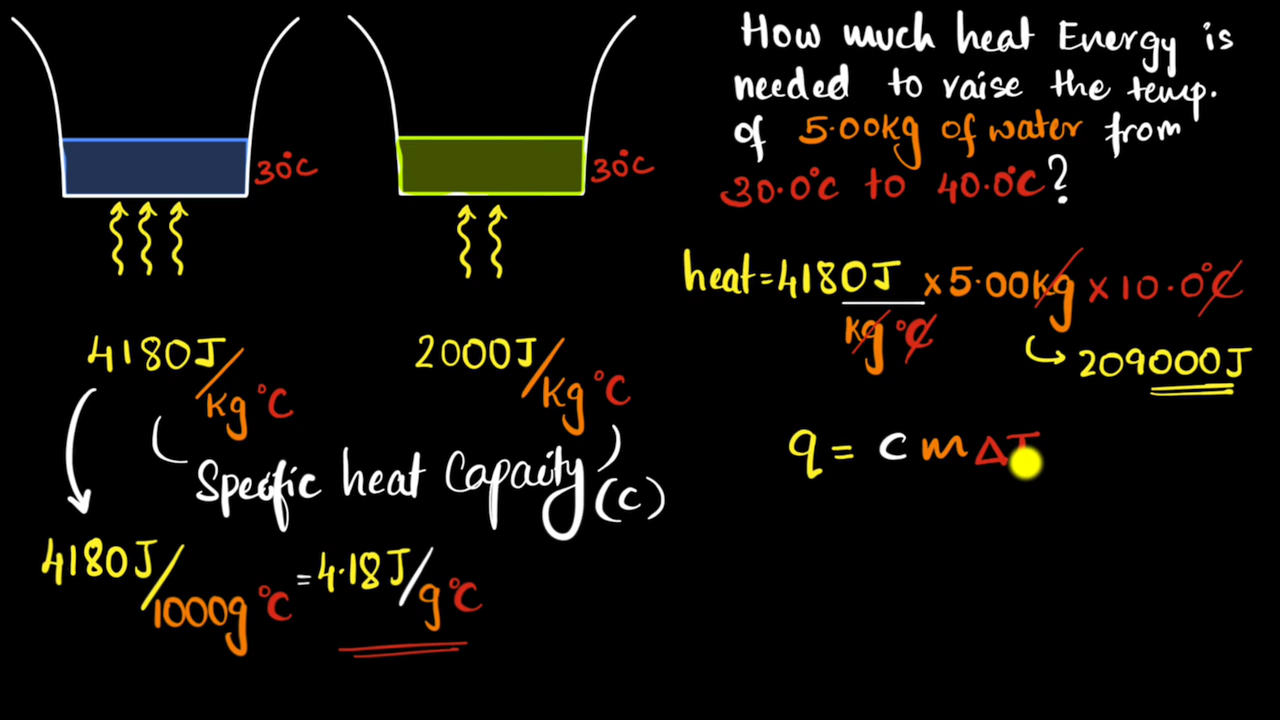 30°C
30°C
4180J/kg °C
2000J/kg °C
Specific heat Capacity (C)
4180J/1000g °C = 4.18J/g °C
How much heat Energy is
needed to raise the temp.
of 5.00kg of water from
30.0°C to 40.0°C?
heat = 4180J/kg °C x 5.00kg x 10.0°C
209000J
q = C m ΔT